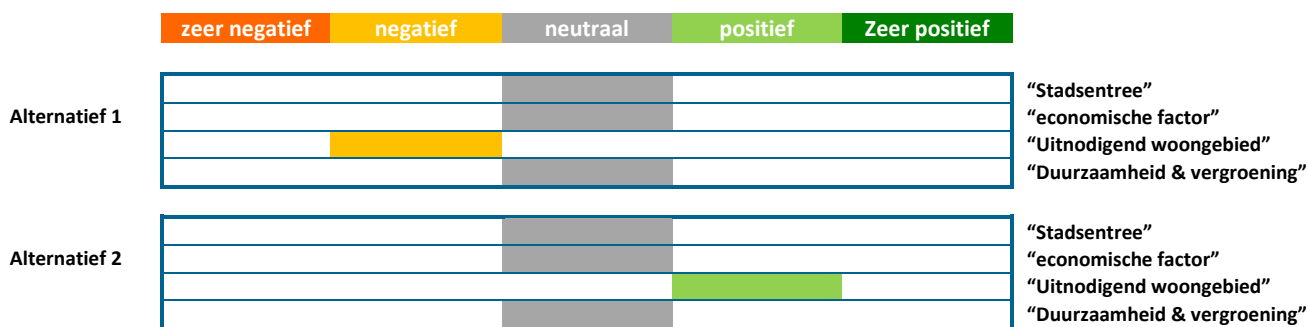 zeer negatief negatief neutraal positief Zeer positief
“Stadsentree”
Alternatief 1 “economische factor”
“Uitnodigend woongebied”
“Duurzaamheid & vergroening”
“Stadsentree”
Alternatief 2 “economische factor”
“Uitnodigend woongebied”
“Duurzaamheid & vergroening”